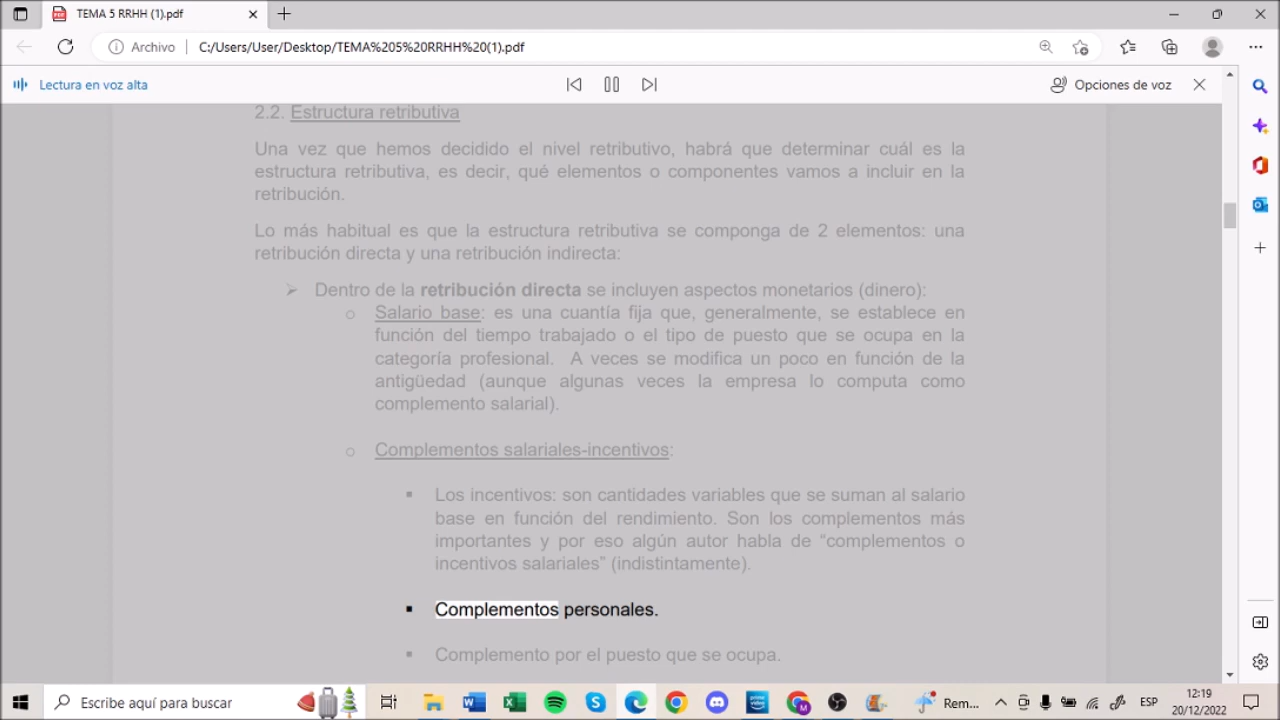 TEMA 5 RRHH (1).pdf
Archivo
C:/Users/User/Desktop/TEMA%205%20RRHH%20(1).pdf
Lectura en voz alta
Opciones de voz
2.2. Estructura retributiva
Una vez que hemos decidido el nivel retributivo, habrá que determinar cuál es la
estructura retributiva, es decir, qué elementos o componentes vamos a incluir en la
retribución.
Lo más habitual es que la estructura retributiva se componga de 2 elementos: una
retribución directa y una retribución indirecta:
➢ Dentro de la retribución directa se incluyen aspectos monetarios (dinero):
o Salario base: es una cuantía fija que, generalmente, se establece en
función del tiempo trabajado o el tipo de puesto que se ocupa en la
categoría profesional. A veces se modifica un poco en función de la
antigüedad (aunque algunas veces la empresa lo computa como
complemento salarial).
o Complementos salariales-incentivos:
▪ Los incentivos: son cantidades variables que se suman al salario
base en función del rendimiento. Son los complementos más
importantes y por eso algún autor habla de “complementos o
incentivos salariales” (indistintamente).
▪ Complementos personales.
▪ Complemento por el puesto que se ocupa.
Escribe aquí para buscar
Rem...
ESP
12:19
20/12/2022